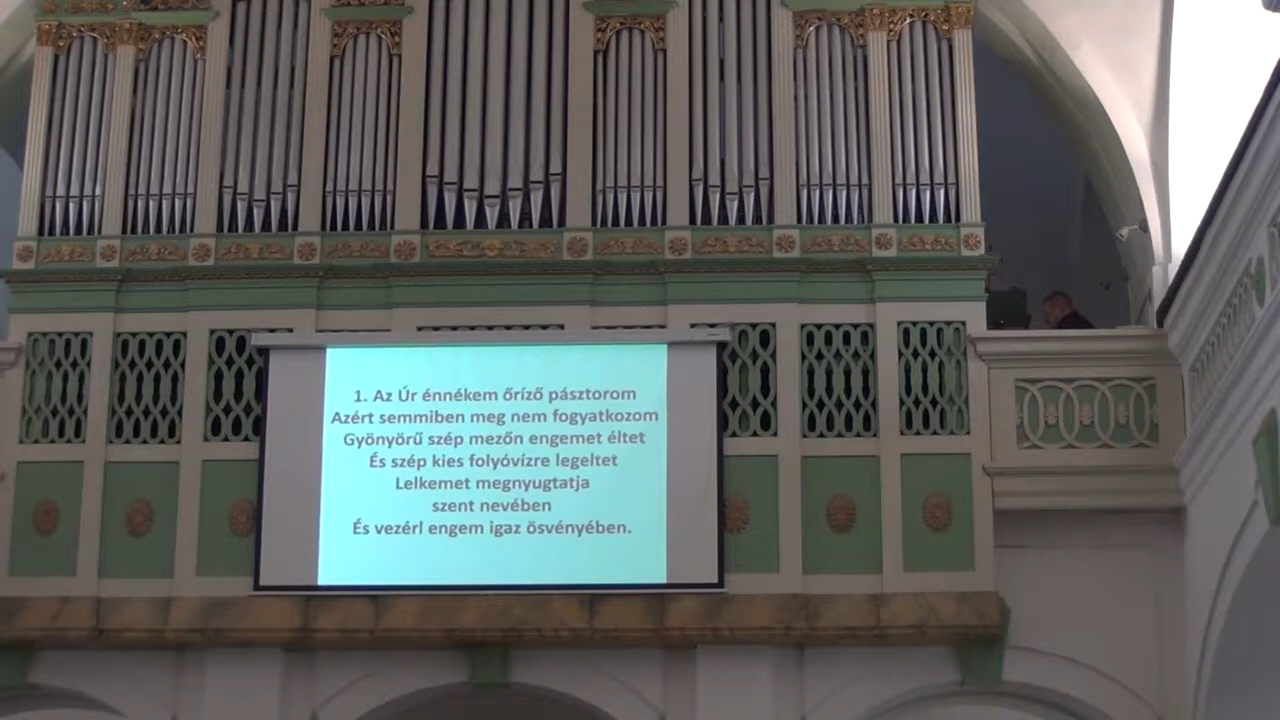 1. Az Úr énnékem őríző pásztorom
Azért semmiben meg nem fogyatkozom
Gyönyörű szép mezőn engemet éltet
És szép kies folyóvízre legeltet
Lelkemet megnyugtatja
szent nevében
És vezérl engem igaz ösvényében.